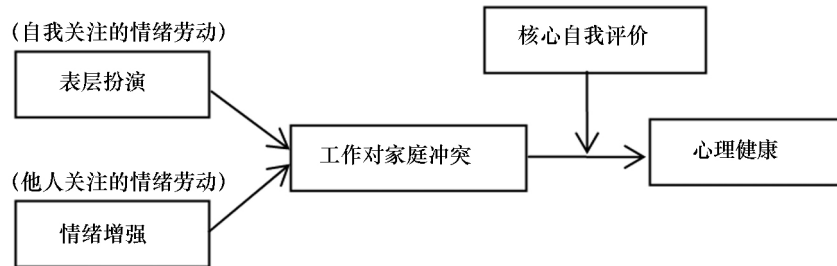 (自我关注的情绪劳动)
表层扮演
核心自我评价
工作对家庭冲突
心理健康
(他人关注的情绪劳动)
情绪增强